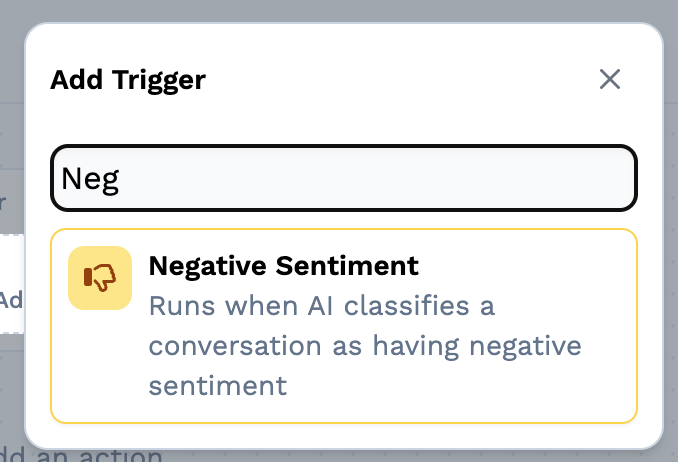 Add Trigger
Neg
Negative Sentiment
Runs when AI classifies a
conversation as having negative
sentiment
r
Ad
dd an action